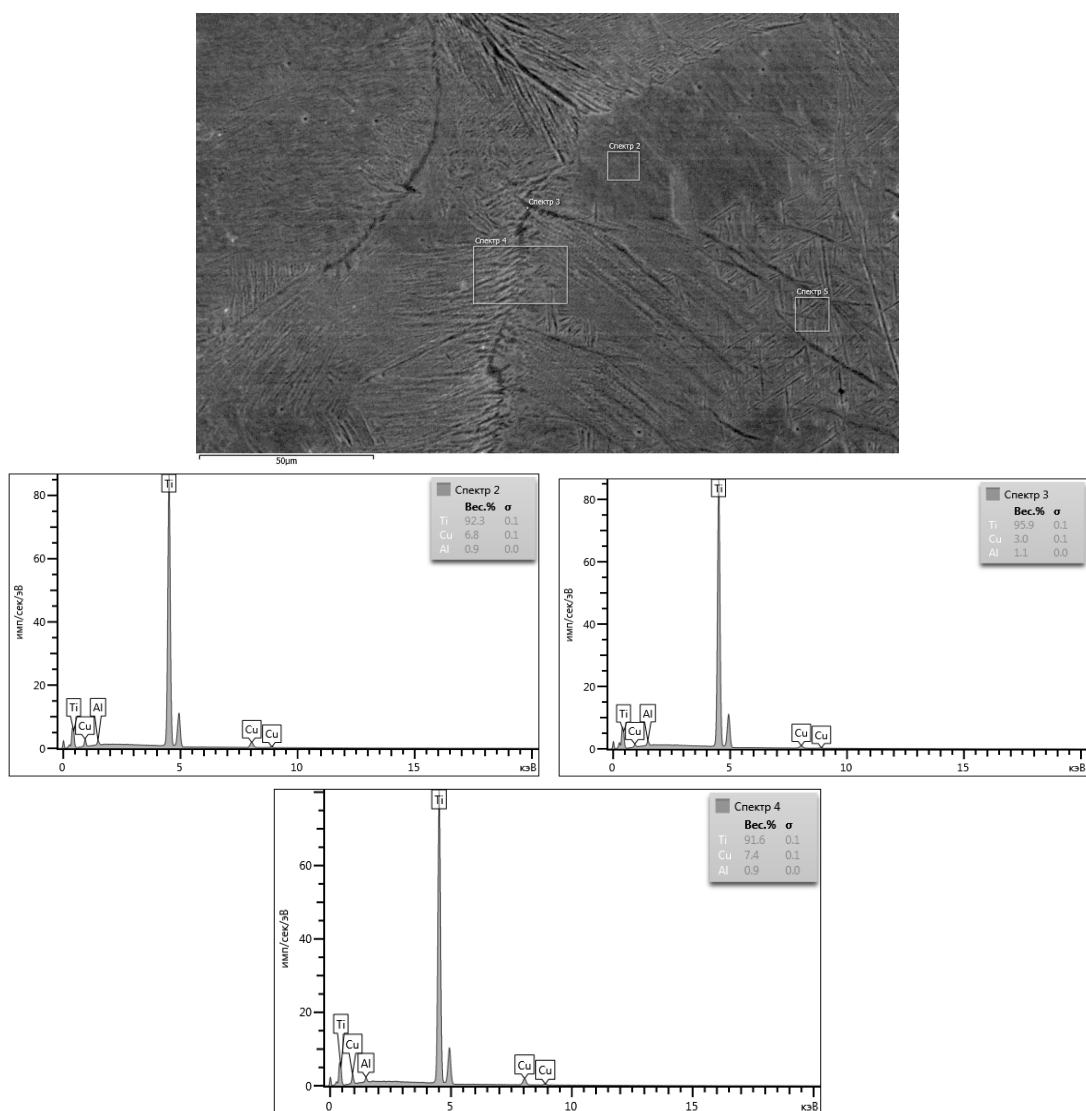 Спектр 2
Спектр 3
Спектр 4
Спектр 5
50µm
Спектр 2
Вес.% σ
Ti 92.3 0.1
Cu 6.8 0.1
Al 0.9 0.0
имп/сек/эВ
80
60
40
20
0
Ti
Ti
Cu
Al
Cu
Cu
0 5 10 15 кэВ
Спектр 3
Вес.% σ
Ti 95.9 0.1
Cu 3.0 0.1
Al 1.1 0.0
имп/сек/эВ
80
60
40
20
0
Ti
Ti
Cu
Al
Cu
Cu
0 5 10 15 кэВ
Спектр 4
Вес.% σ
Ti 91.6 0.1
Cu 7.4 0.1
Al 0.9 0.0
имп/сек/эВ
60
40
20
0
Ti
Ti
Cu
Al
Cu
Cu
0 5 10 15 кэВ